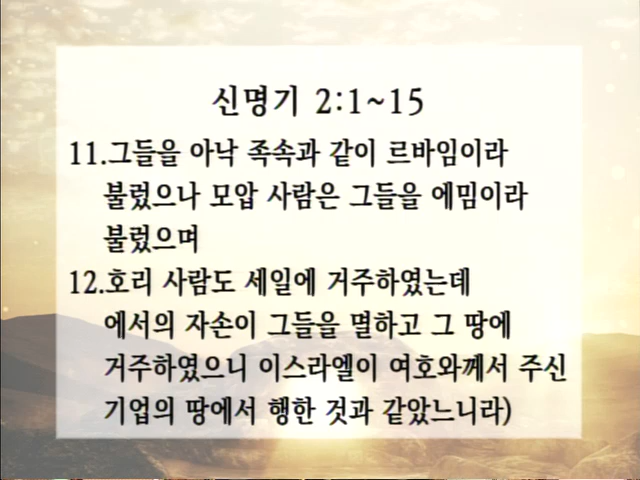 신명기 2:1~15
11.그들을 아낙 족속과 같이 르바임이라
불렀으나 모압 사람은 그들을 에밈이라
불렀으며
12.호리 사람도 세일에 거주하였는데
에서의 자손이 그들을 멸하고 그 땅에
거주하였으니 이스라엘이 여호와께서 주신
기업의 땅에서 행한 것과 같았느니라)